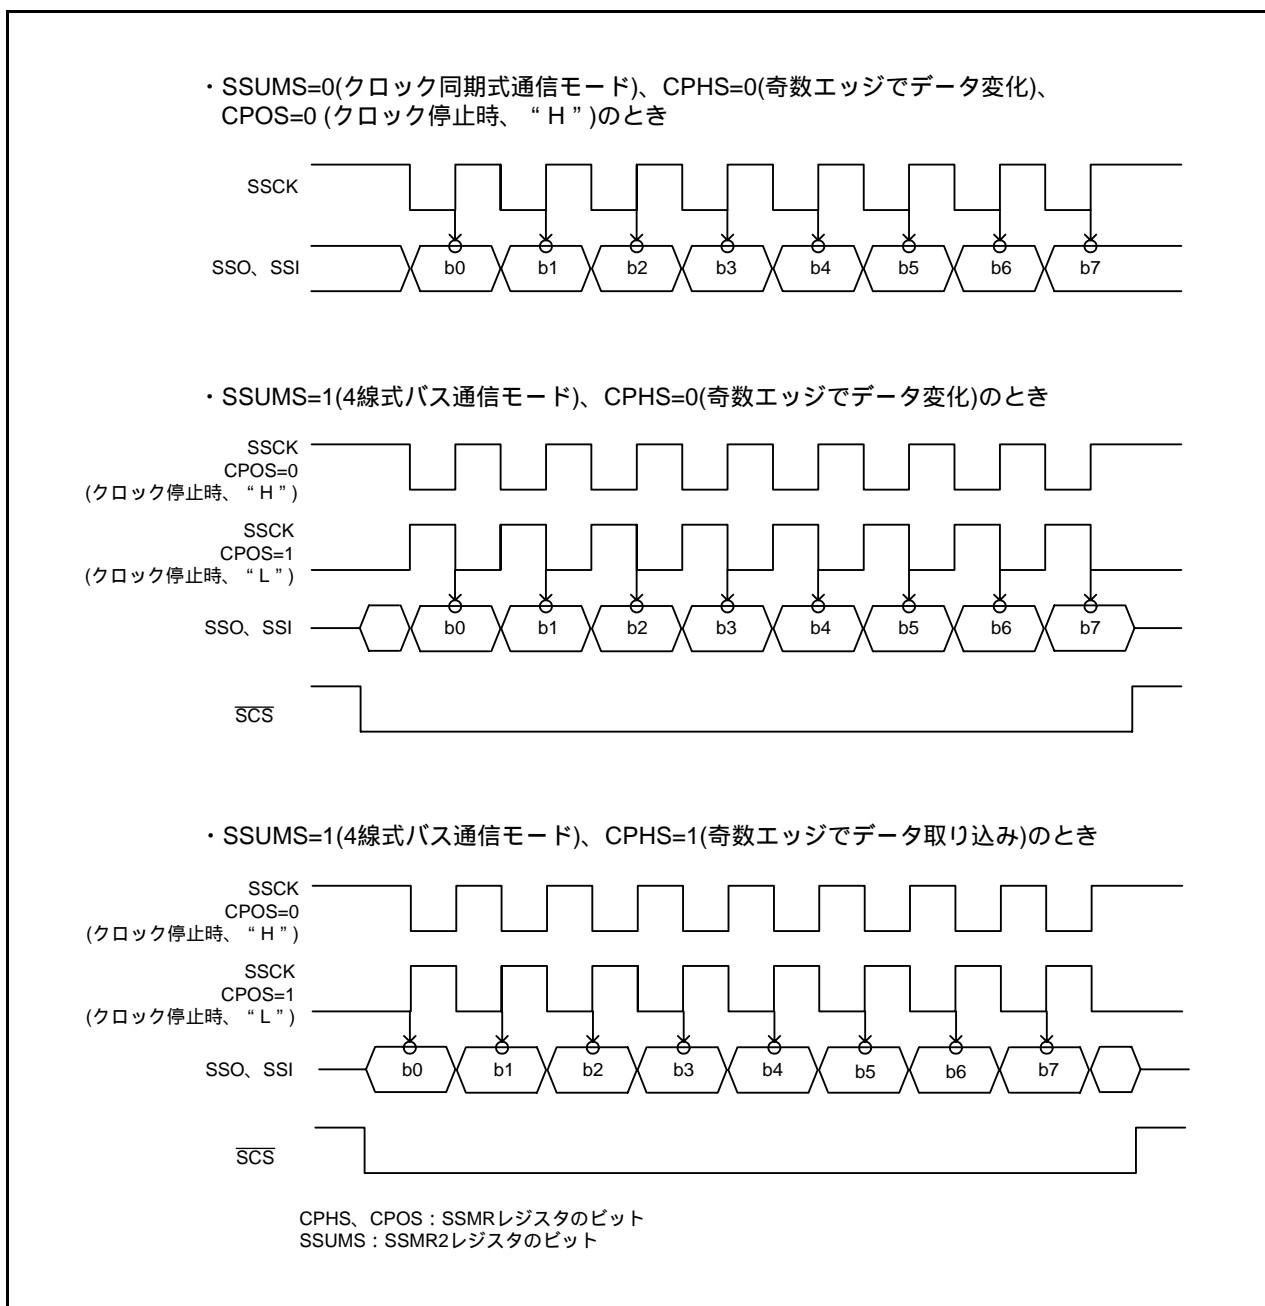 ・SSUMS=0(クロック同期式通信モード)、CPHS=0(奇数エッジでデータ変化)、
CPOS=0 (クロック停止時、“ H ” )のとき
SSCK
SSO、SSI
b0 b1 b2 b3 b4 b5 b6 b7
・SSUMS=1(4線式バス通信モード)、CPHS=0(奇数エッジでデータ変化)のとき
SSCK
CPOS=0
(クロック停止時、“ H ” )
SSCK
CPOS=1
(クロック停止時、“ L ” )
SSO、SSI
b0 b1 b2 b3 b4 b5 b6 b7
SCS
・SSUMS=1(4線式バス通信モード)、CPHS=1(奇数エッジでデータ取り込み)のとき
SSCK
CPOS=0
(クロック停止時、“ H ” )
SSCK
CPOS=1
(クロック停止時、“ L ” )
SSO、SSI
b0 b1 b2 b3 b4 b5 b6 b7
SCS
CPHS、CPOS：SSMRレジスタのビット
SSUMS：SSMR2レジスタのビット